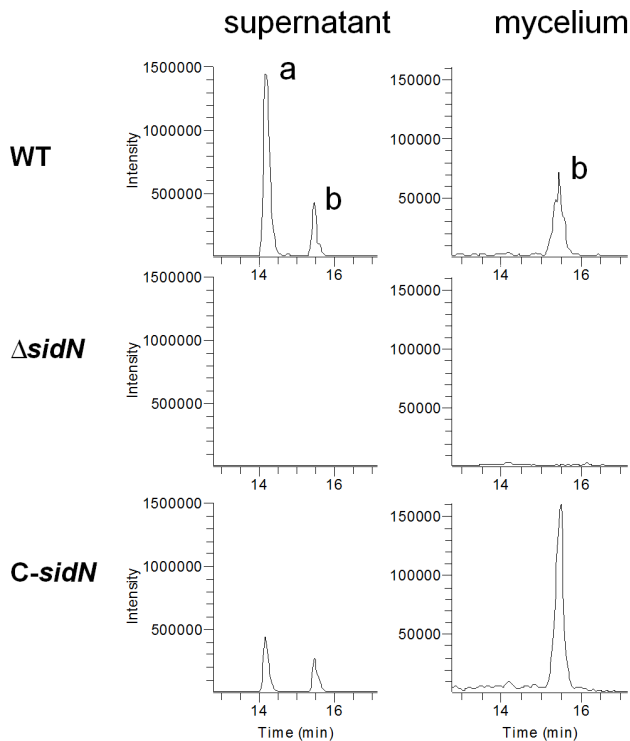 supernatant mycelium
WT
Intensity
1500000
1000000
500000
a
b
14 16
Intensity
150000
100000
50000
b
14 16
ΔsidN
Intensity
1500000
1000000
500000
14 16
Intensity
150000
100000
50000
14 16
C-sidN
Intensity
1500000
1000000
500000
14 16
Time (min)
Intensity
150000
100000
50000
14 16
Time (min)